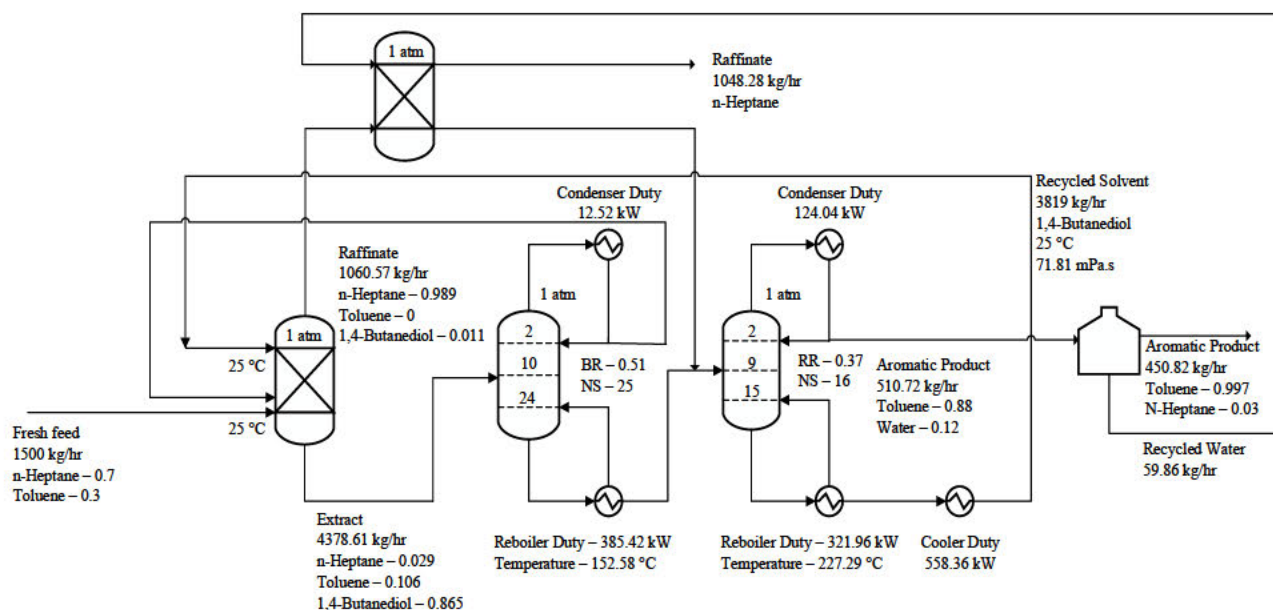 1 atm
Raffinate
1048.28 kg/hr
n-Heptane
Condenser Duty
12.52 kW
Condenser Duty
124.04 kW
Recycled Solvent
3819 kg/hr
1,4-Butanediol
25 °C
71.81 mPa.s
Raffinate
1060.57 kg/hr
n-Heptane – 0.989
Toluene - 0
1,4-Butanediol – 0.011
1 atm
25 °C
25 °C
Fresh feed
1500 kg/hr
n-Heptane – 0.7
Toluene – 0.3
1 atm
2
10
24
BR – 0.51
NS – 25
1 atm
2
9
15
RR – 0.37
NS – 16
Aromatic Product
510.72 kg/hr
Toluene – 0.88
Water – 0.12
Aromatic Product
450.82 kg/hr
Toluene – 0.997
N-Heptane – 0.03
Recycled Water
59.86 kg/hr
Extract
4378.61 kg/hr
n-Heptane – 0.029
Toluene – 0.106
1,4-Butanediol – 0.865
Reboiler Duty – 385.42 kW
Temperature – 152.58 °C
Reboiler Duty – 321.96 kW
Temperature – 227.29 °C
Cooler Duty
558.36 kW